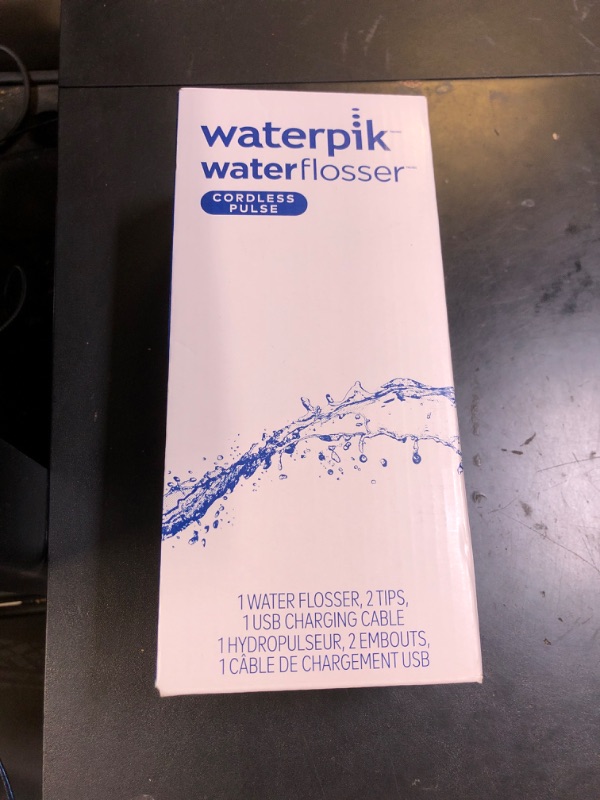 waterpik™
waterflosser™
CORDLESS
PULSE
1 WATER FLOSSER, 2 TIPS,
1 USB CHARGING CABLE
1 HYDROPULSEUR, 2 EMBOUTS,
1 CÂBLE DE CHARGEMENT USB